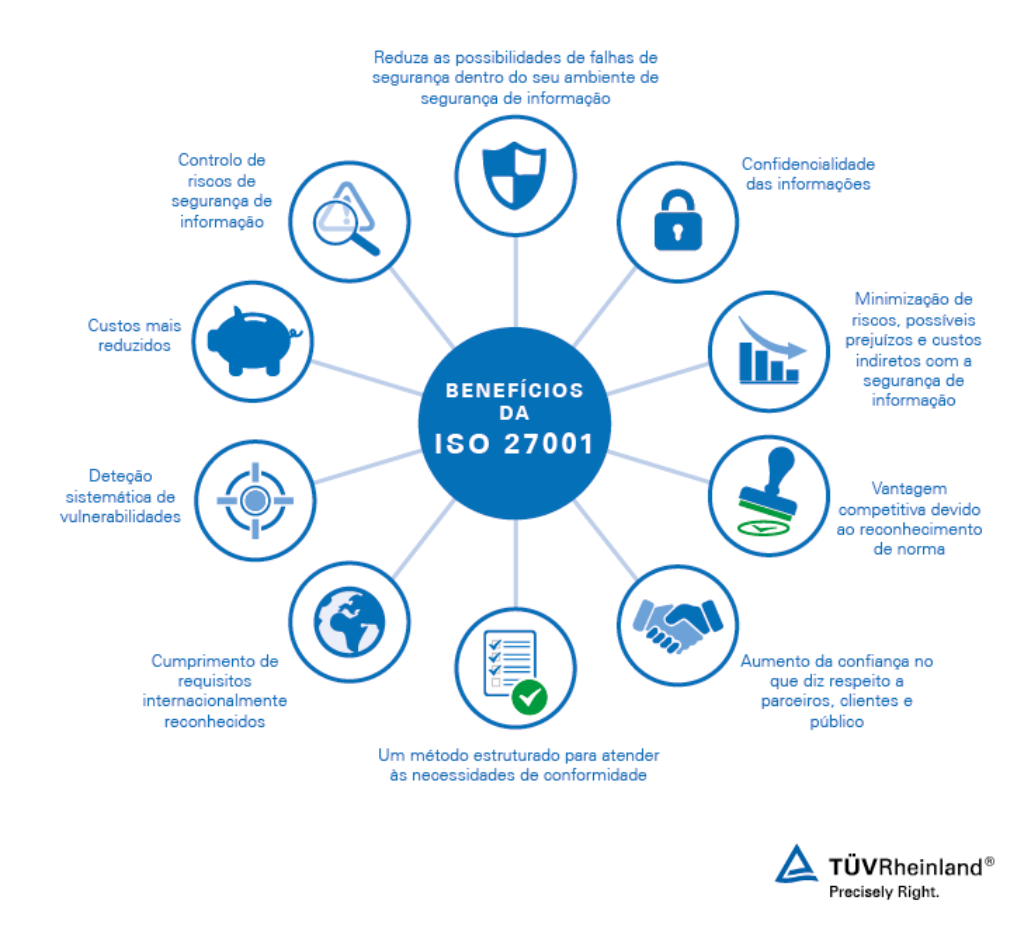 Reduza as possibilidades de falhas de
segurança dentro do seu ambiente de
segurança de informação
Confidencialidade
das informações
Minimização de
riscos, possíveis
prejuízos e custos
indiretos com a
segurança de
informação
Vantagem
competitiva devido
ao reconhecimento
de norma
Aumento da confiança no
que diz respeito a
parceiros, clientes e
público
Um método estruturado para atender
às necessidades de conformidade
Cumprimento de
requisitos
internacionalmente
reconhecidos
Deteção
sistemática de
vulnerabilidades
Custos mais
reduzidos
Controlo de
riscos de
segurança de
informação
BENEFÍCIOS
DA
ISO 27001
TÜVRheinland®
Precisely Right.